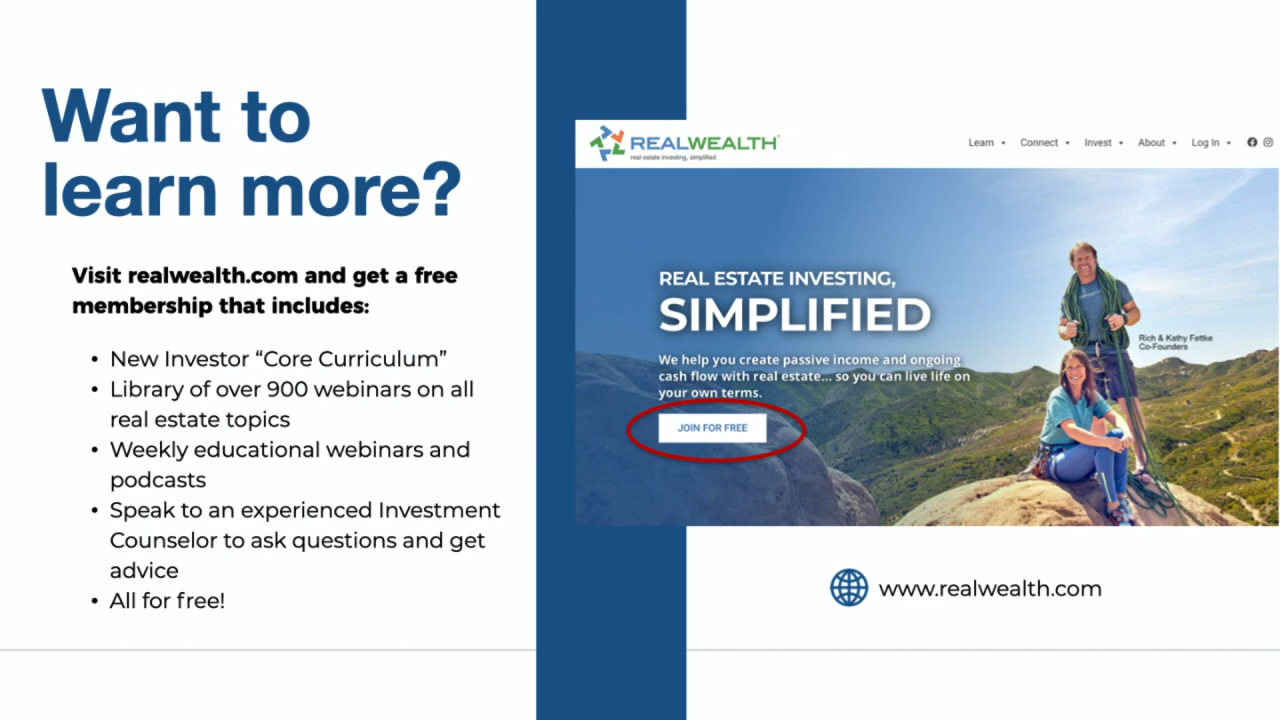 Want to
learn more?
Visit realwealth.com and get a free
membership that includes:
• New Investor “Core Curriculum”
• Library of over 900 webinars on all
real estate topics
• Weekly educational webinars and
podcasts
• Speak to an experienced Investment
Counselor to ask questions and get
advice
• All for free!
REALWEALTH
real estate investing, simplified
Learn Connect Invest About Log In
REAL ESTATE INVESTING,
SIMPLIFIED
We help you create passive income and ongoing
cash flow with real estate... so you can live life on
your own terms.
JOIN FOR FREE
Rich & Kathy Fettke
Co-Founders
www.realwealth.com